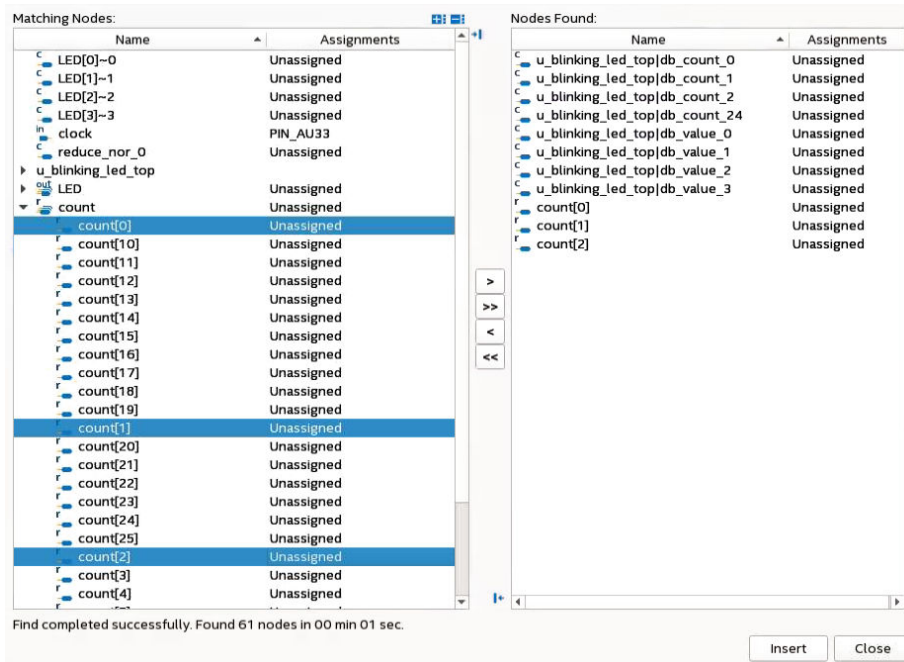 Matching Nodes:
Name Assignments
c LED[0]~0 Unassigned
c LED[1]~1 Unassigned
c LED[2]~2 Unassigned
c LED[3]~3 Unassigned
in clock PIN_AU33
c reduce_nor_0 Unassigned
u_blinking_led_top
out LED Unassigned
r count Unassigned
r count[0] Unassigned
r count[10] Unassigned
r count[11] Unassigned
r count[12] Unassigned
r count[13] Unassigned
r count[14] Unassigned
r count[15] Unassigned
r count[16] Unassigned
r count[17] Unassigned
r count[18] Unassigned
r count[19] Unassigned
r count[1] Unassigned
r count[20] Unassigned
r count[21] Unassigned
r count[22] Unassigned
r count[23] Unassigned
r count[24] Unassigned
r count[25] Unassigned
r count[2] Unassigned
r count[3] Unassigned
r count[4] Unassigned
>
>>
<
<<
Nodes Found:
Name Assignments
c u_blinking_led_top|db_count_0 Unassigned
c u_blinking_led_top|db_count_1 Unassigned
c u_blinking_led_top|db_count_2 Unassigned
c u_blinking_led_top|db_count_24 Unassigned
c u_blinking_led_top|db_value_0 Unassigned
c u_blinking_led_top|db_value_1 Unassigned
c u_blinking_led_top|db_value_2 Unassigned
c u_blinking_led_top|db_value_3 Unassigned
r count[0] Unassigned
r count[1] Unassigned
r count[2] Unassigned
Find completed successfully. Found 61 nodes in 00 min 01 sec.
Insert Close